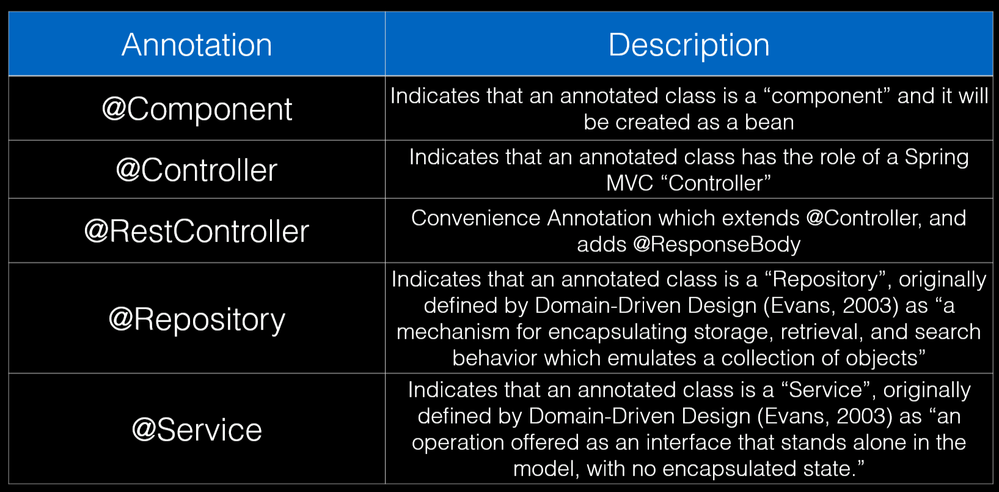 Annotation
Description
@Component
Indicates that an annotated class is a “component” and it will
be created as a bean
@Controller
Indicates that an annotated class has the role of a Spring
MVC “Controller”
@RestController
Convenience Annotation which extends @Controller, and
adds @ResponseBody
@Repository
Indicates that an annotated class is a “Repository”, originally
defined by Domain-Driven Design (Evans, 2003) as “a
mechanism for encapsulating storage, retrieval, and search
behavior which emulates a collection of objects”
@Service
Indicates that an annotated class is a “Service”, originally
defined by Domain-Driven Design (Evans, 2003) as “an
operation offered as an interface that stands alone in the
model, with no encapsulated state.”